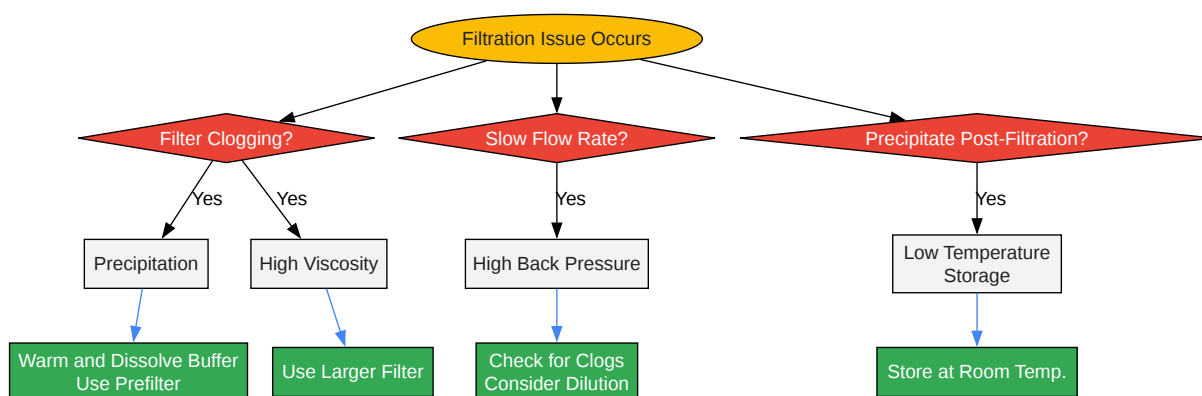 Filtration Issue Occurs
Filter Clogging?
Slow Flow Rate?
Precipitate Post-Filtration?
Yes
Yes
Yes
Yes
Precipitation
High Viscosity
High Back Pressure
Low Temperature
Storage
Warm and Dissolve Buffer
Use Prefilter
Use Larger Filter
Check for Clogs
Consider Dilution
Store at Room Temp.